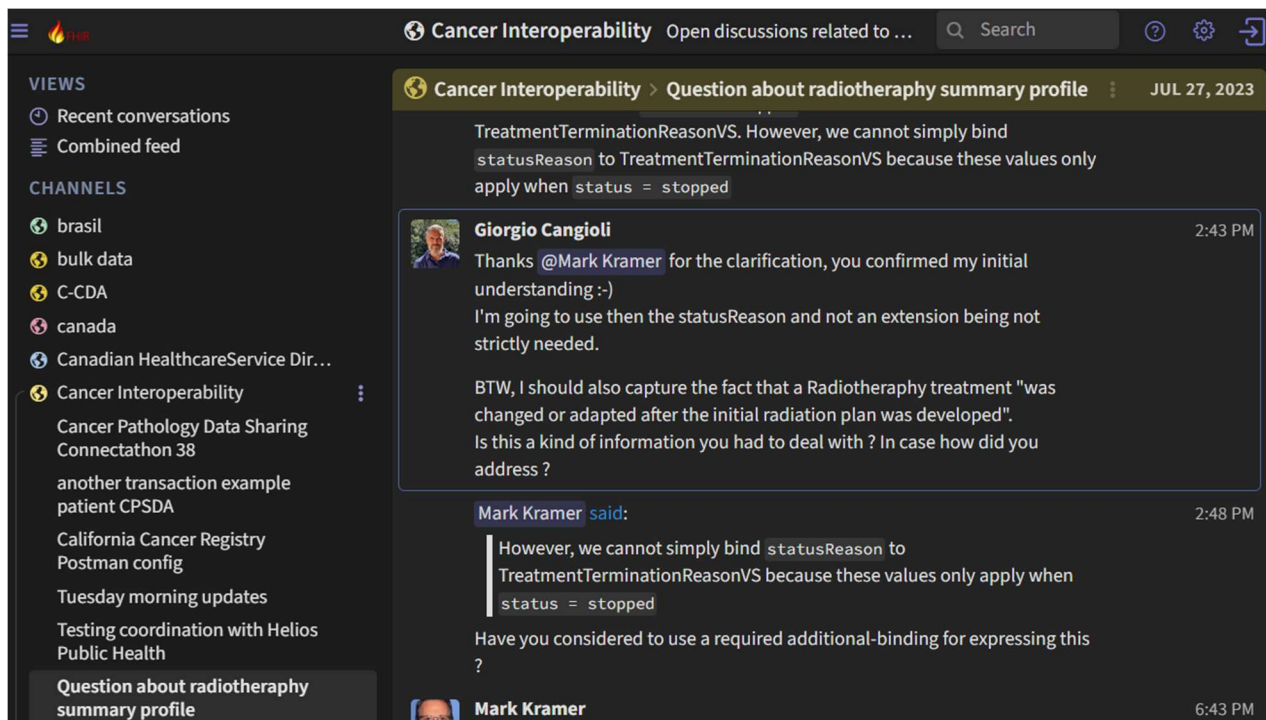 FHIR
Cancer Interoperability Open discussions related to ...
Search
VIEWS
Recent conversations
Combined feed
CHANNELS
brasil
bulk data
C-CDA
canada
Canadian HealthcareService Dir...
Cancer Interoperability
Cancer Pathology Data Sharing
Connectathon 38
another transaction example
patient CPSDA
California Cancer Registry
Postman config
Tuesday morning updates
Testing coordination with Helios
Public Health
Question about radiotheraphy
summary profile
Cancer Interoperability > Question about radiotheraphy summary profile
JUL 27, 2023
TreatmentTerminationReasonVS. However, we cannot simply bind
statusReason to TreatmentTerminationReasonVS because these values only
apply when status = stopped
Giorgio Cangioli 2:43 PM
Thanks @Mark Kramer for the clarification, you confirmed my initial
understanding :-)
I'm going to use then the statusReason and not an extension being not
strictly needed.
BTW, I should also capture the fact that a Radiotheraphy treatment "was
changed or adapted after the initial radiation plan was developed".
Is this a kind of information you had to deal with ? In case how did you
address ?
Mark Kramer said: 2:48 PM
However, we cannot simply bind statusReason to
TreatmentTerminationReasonVS because these values only apply when
status = stopped
Have you considered to use a required additional-binding for expressing this
?
Mark Kramer 6:43 PM